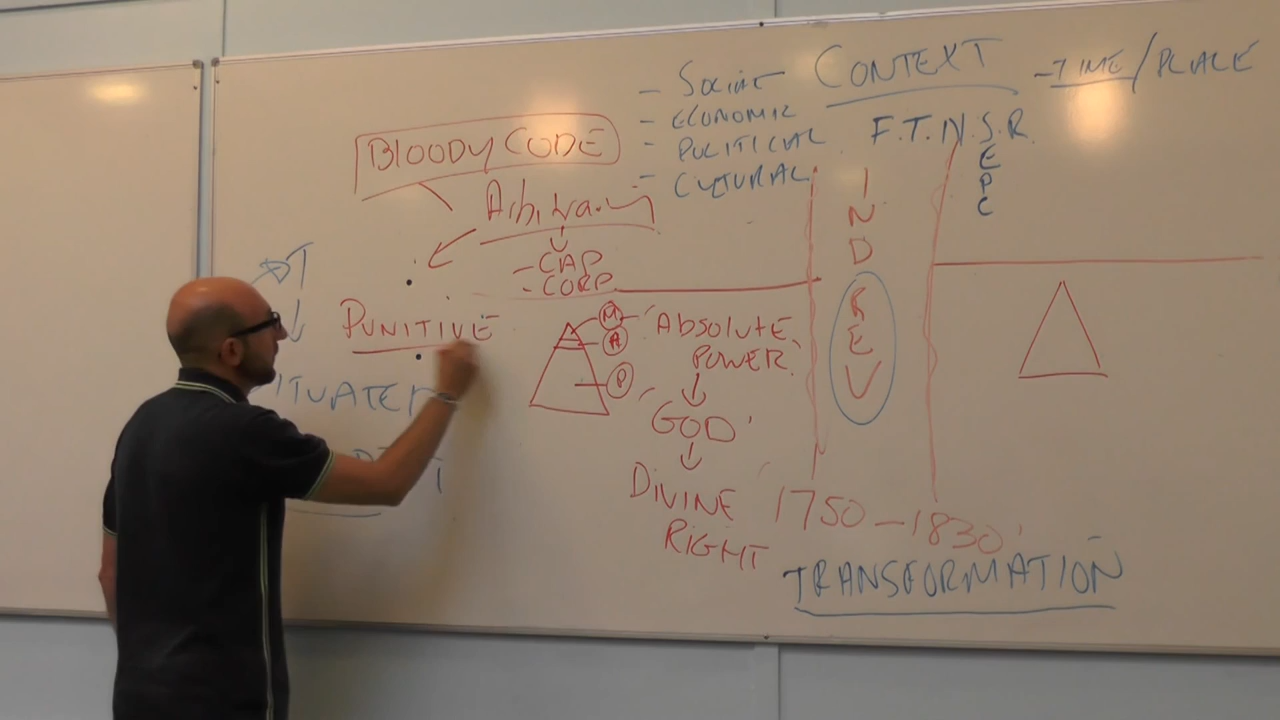 CONTEXT - TIME / PLACE
- SOCIAL
- ECONOMIC
- POLITICAL
- CULTURAL
F.T.N.S.R.
E
P
C
BLOODY CODE
Arbitrary
- CAP
- CORP
PUNITIVE
M
A
P
"ABSOLUTE
POWER"
GOD'
DIVINE
RIGHT
I
N
D
R
E
V
1750 - 1830'
TRANSFORMATION